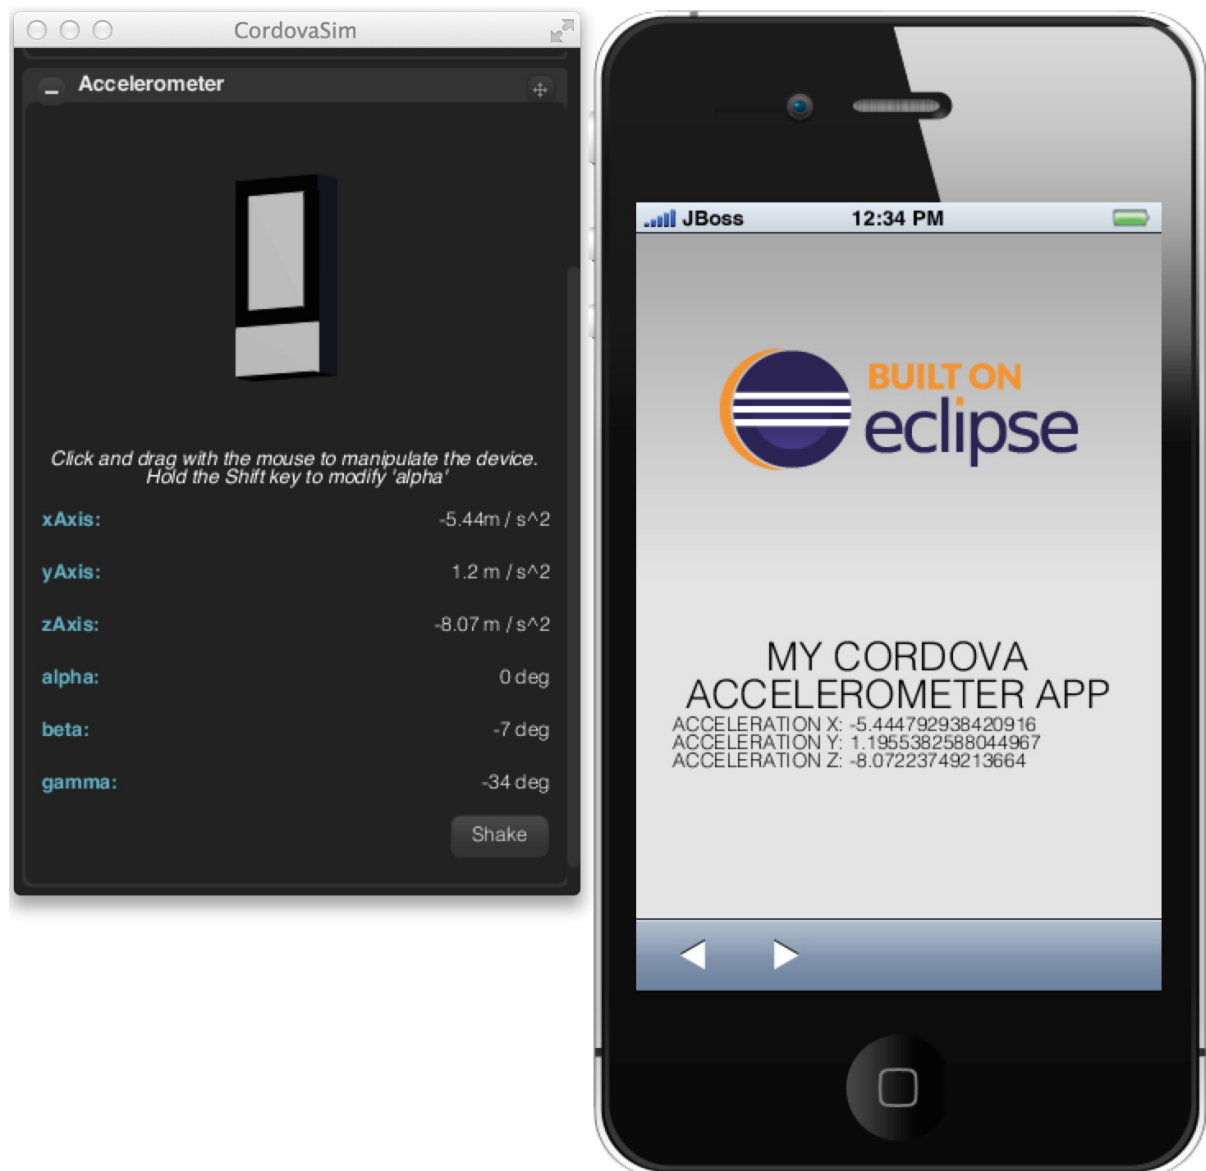 CordovaSim
Accelerometer
Click and drag with the mouse to manipulate the device.
Hold the Shift key to modify 'alpha'
xAxis: -5.44m / s^2
yAxis: 1.2 m / s^2
zAxis: -8.07 m / s^2
alpha: 0 deg
beta: -7 deg
gamma: -34 deg
Shake
JBoss 12:34 PM
BUILT ON
eclipse
MY CORDOVA
ACCELEROMETER APP
ACCELERATION X: -5.444792938420916
ACCELERATION Y: 1.1955382588044967
ACCELERATION Z: -8.07223749213664